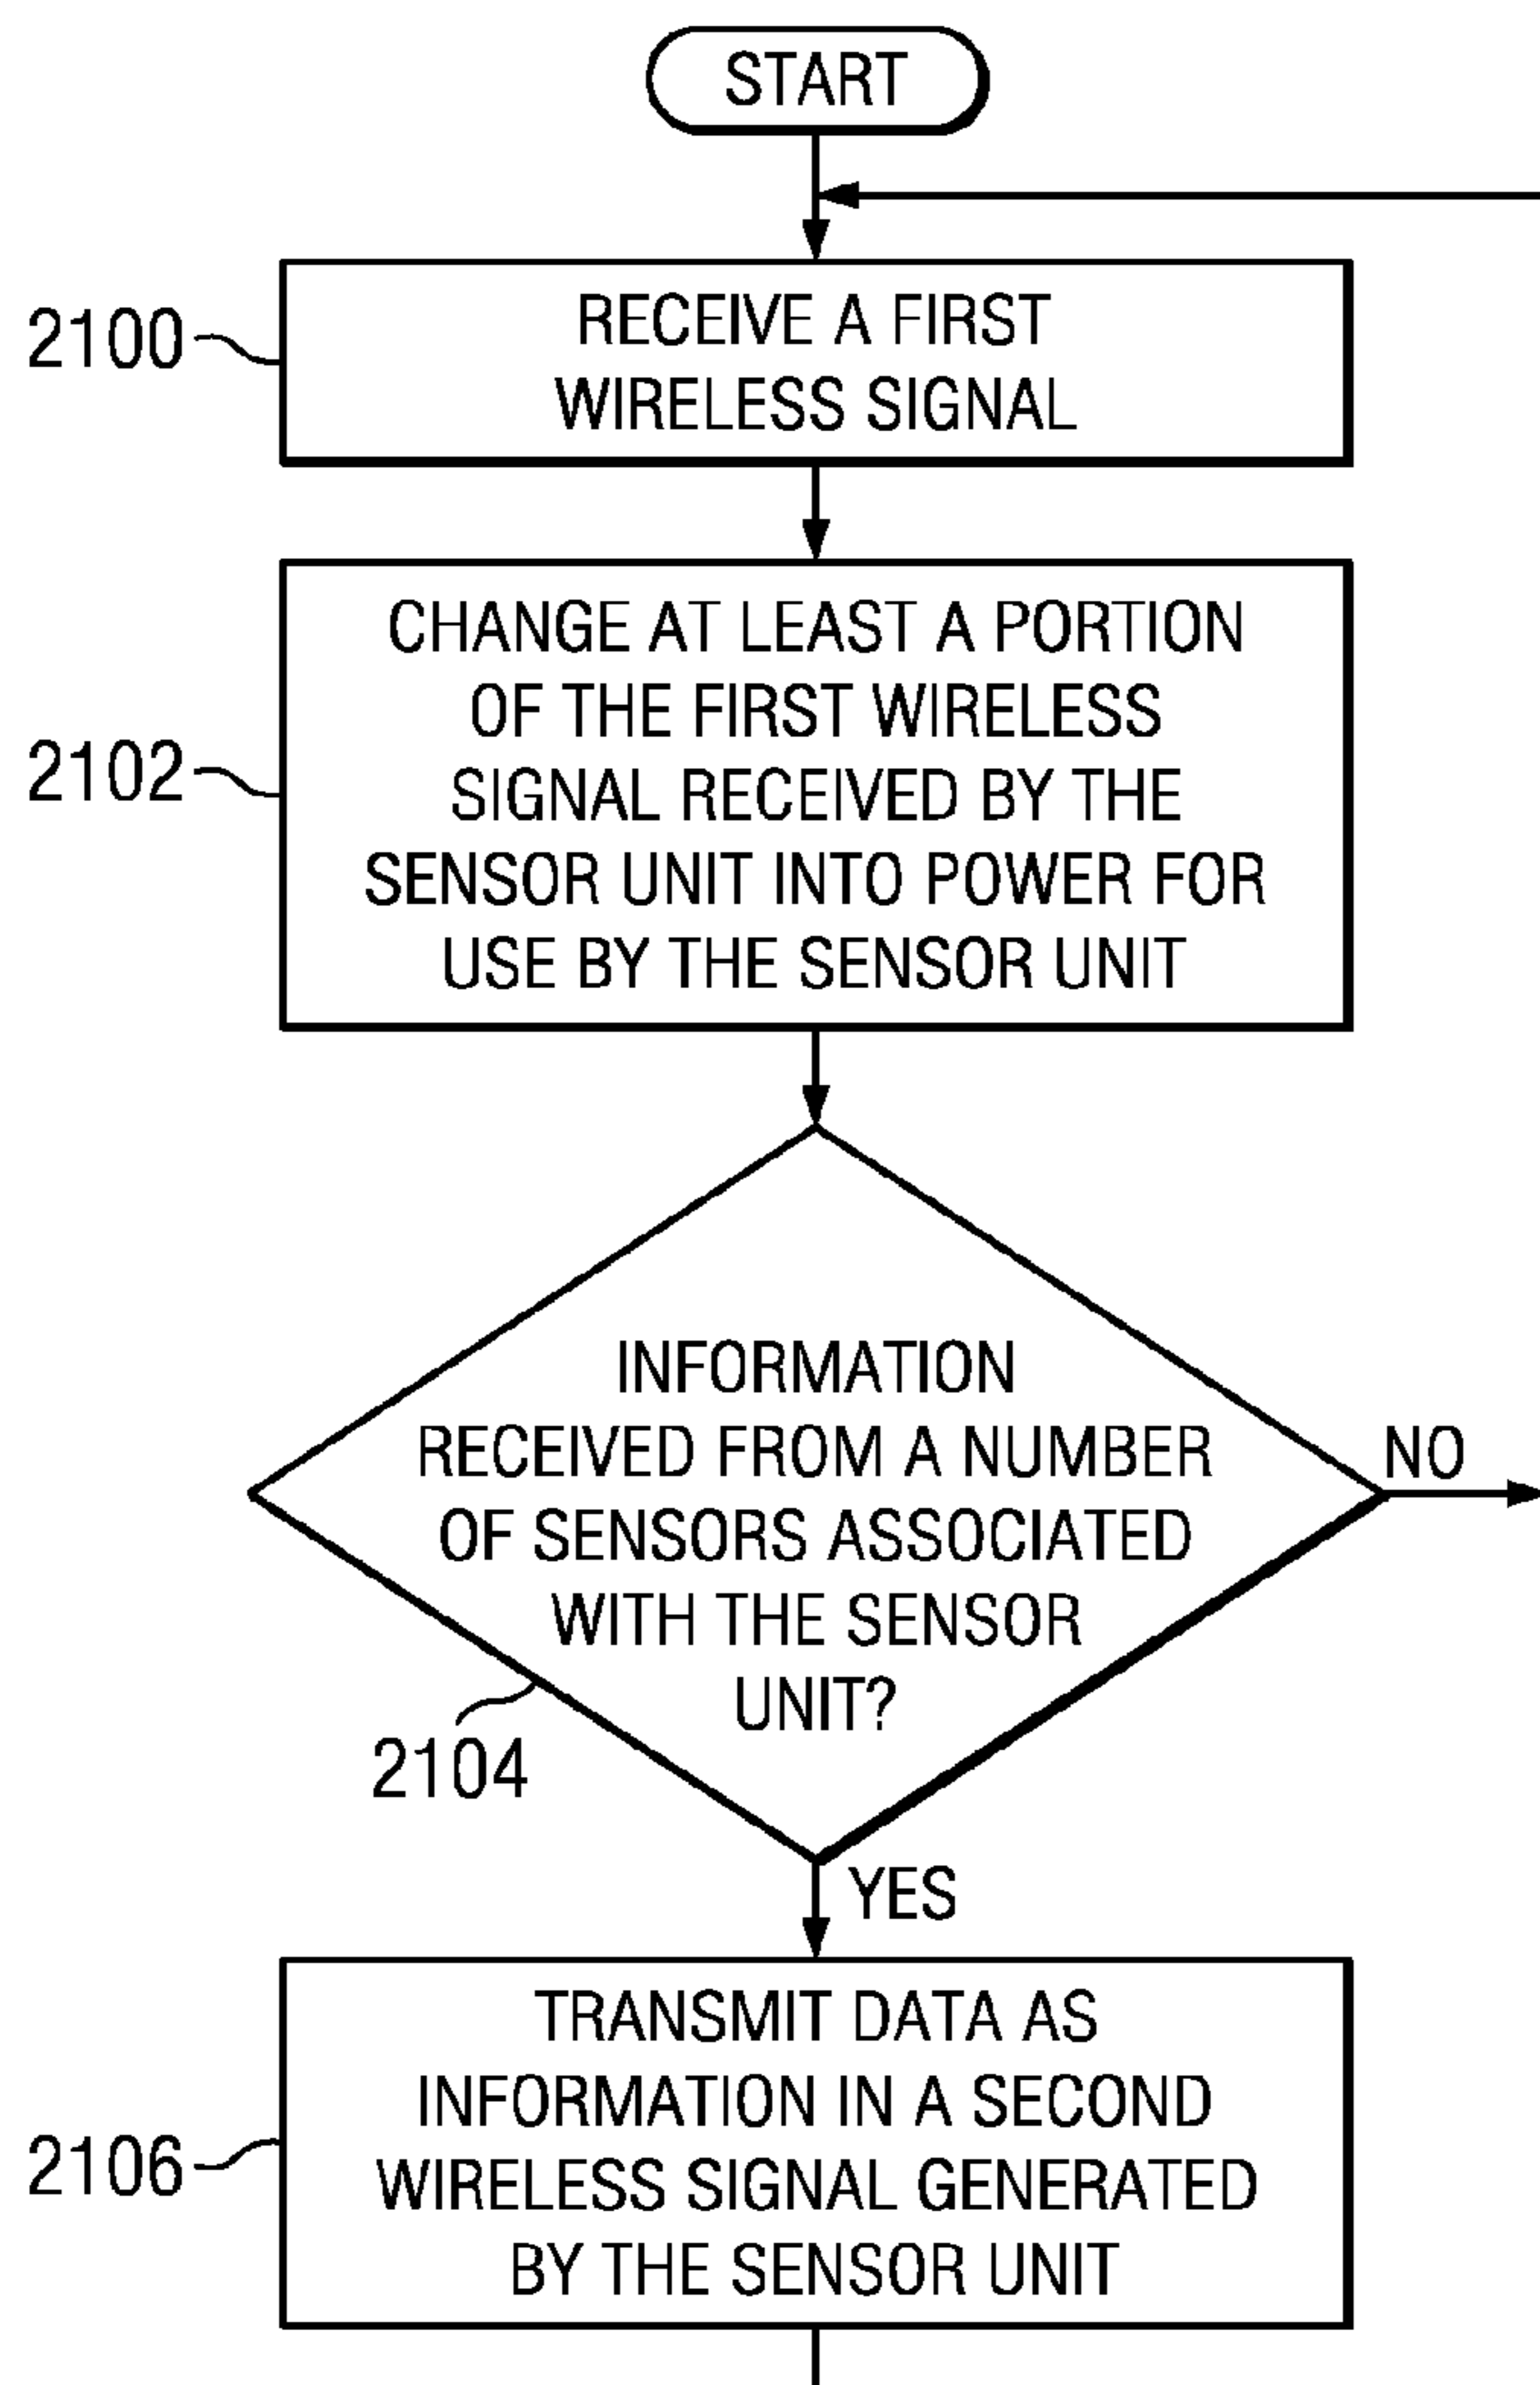 START
RECEIVE A FIRST
WIRELESS SIGNAL
2100
CHANGE AT LEAST A PORTION
OF THE FIRST WIRELESS
SIGNAL RECEIVED BY THE
SENSOR UNIT INTO POWER FOR
USE BY THE SENSOR UNIT
2102
INFORMATION
RECEIVED FROM A NUMBER
OF SENSORS ASSOCIATED
WITH THE SENSOR
UNIT?
NO
2104
YES
TRANSMIT DATA AS
INFORMATION IN A SECOND
WIRELESS SIGNAL GENERATED
BY THE SENSOR UNIT
2106